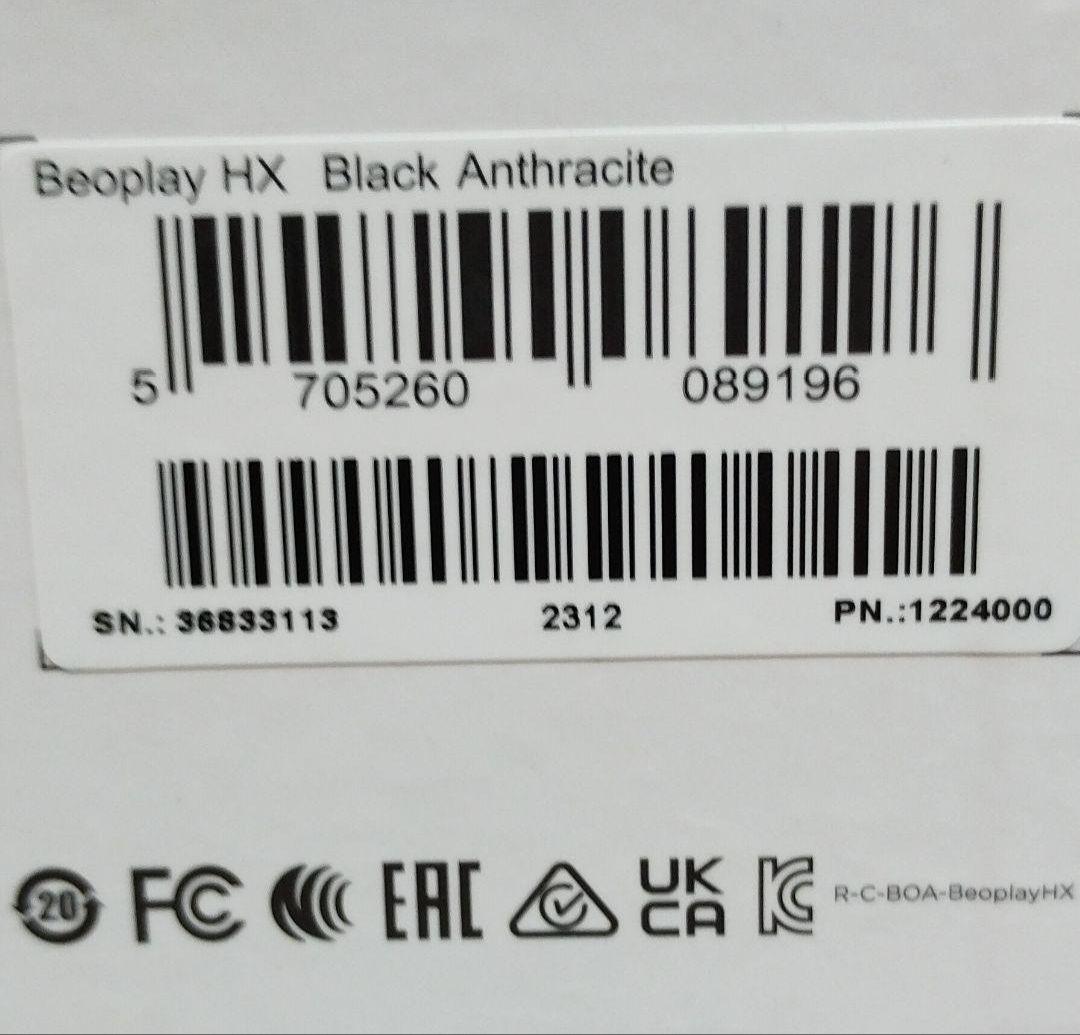 Beoplay HX Black Anthracite
5 705260 089196
SN.: 36833113 2312 PN.:1224000
20 FC EAC UK CA KC R-C-BOA-BeoplayHX